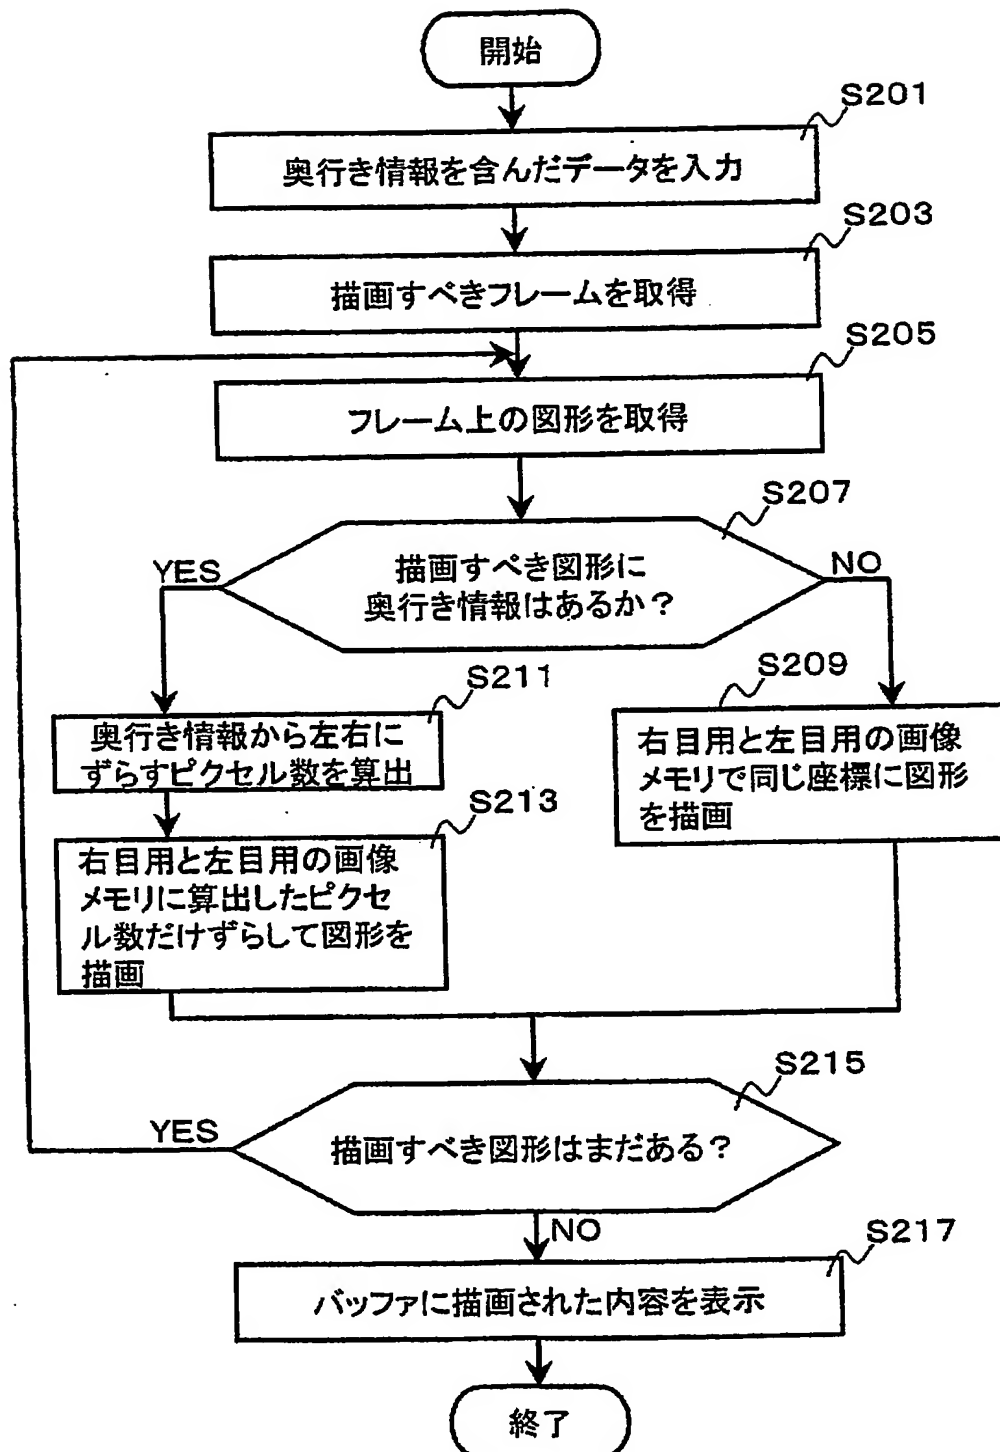 開始
S201
奥行き情報を含んだデータを入力
S203
描画すべきフレームを取得
S205
フレーム上の図形を取得
S207
描画すべき図形に
奥行き情報はあるか？
YES
NO
S211
奥行き情報から左右に
ずらすピクセル数を算出
S209
右目用と左目用の画像
メモリで同じ座標に図形
を描画
S213
右目用と左目用の画像
メモリに算出したピクセ
ル数だけずらして図形を
描画
S215
描画すべき図形はまだある？
YES
NO
S217
バッファに描画された内容を表示
終了